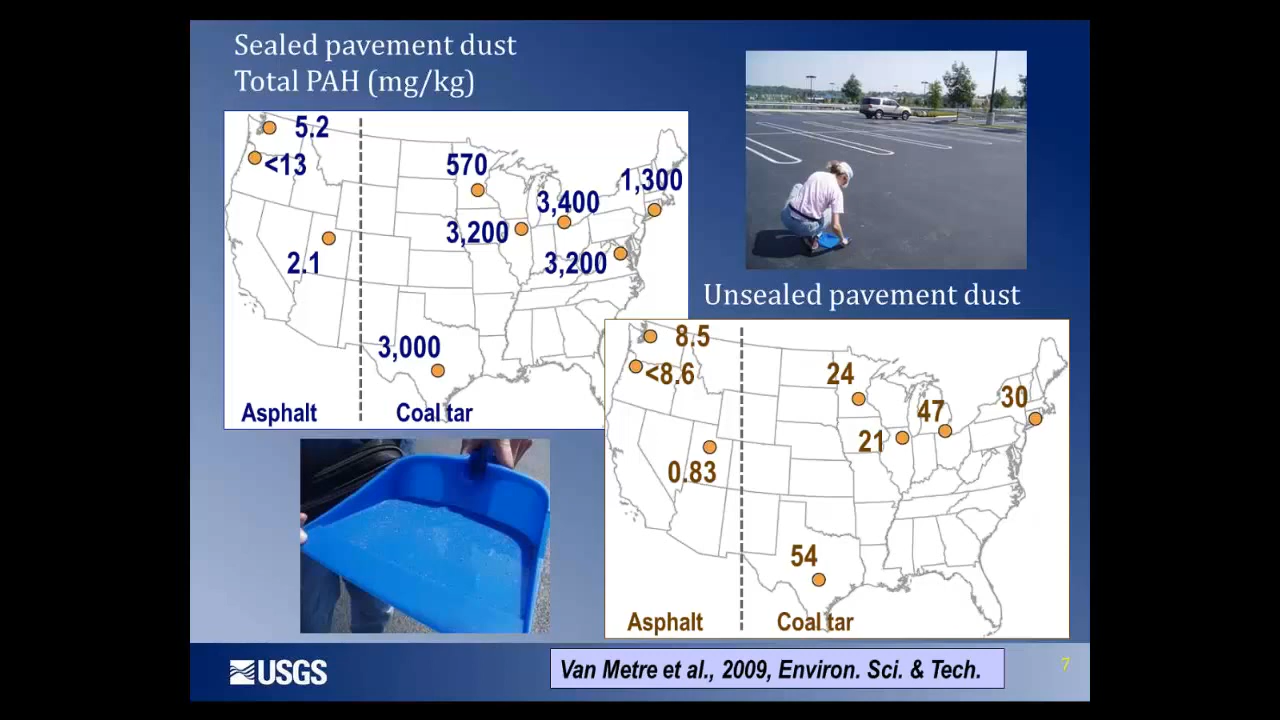 Sealed pavement dust
Total PAH (mg/kg)
5.2
<13
570
1,300
3,400
3,200
2.1
3,200
3,000
Asphalt
Coal tar
Unsealed pavement dust
8.5
<8.6
24
30
47
21
0.83
54
Asphalt
Coal tar
USGS
Van Metre et al., 2009, Environ. Sci. & Tech.
7